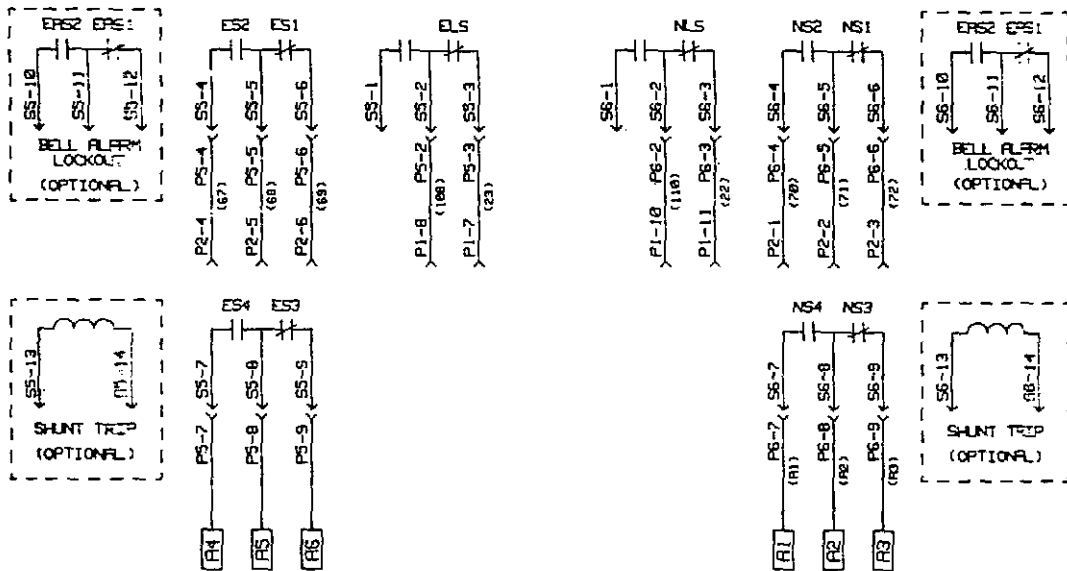 ERS2 ERS1
S5-10
S5-11
S5-12
BELL ALARM
LOCKOUT
(OPTIONAL)
ES2 ES1
S5-4
S5-5
S5-6
P5-4
P5-5
P5-6
(67)
(68)
(69)
P2-4
P2-5
P2-6
ELS
S5-1
S5-2
S5-3
P5-2
P5-3
(108)
(23)
P1-8
P1-7
NLS
S6-1
S6-2
S6-3
P6-2
P6-3
(110)
(22)
P1-10
P1-11
NS2 NS1
S6-4
S6-5
S6-6
P6-4
P6-5
P6-6
(70)
(71)
(72)
P2-1
P2-2
P2-3
ERS2 ERS1
S6-10
S6-11
S6-12
BELL ALARM
LOCKOUT
(OPTIONAL)
S5-13
SHUNT TRIP
(OPTIONAL)
ES4 ES3
S5-7
S5-8
S5-9
P5-7
P5-8
P5-9
A4
A5
A6
NS4 NS3
S6-7
S6-8
S6-9
P6-7
P6-8
P6-9
(A1)
(A2)
(A3)
A1
A2
A3
S6-13
SHUNT TRIP
(OPTIONAL)